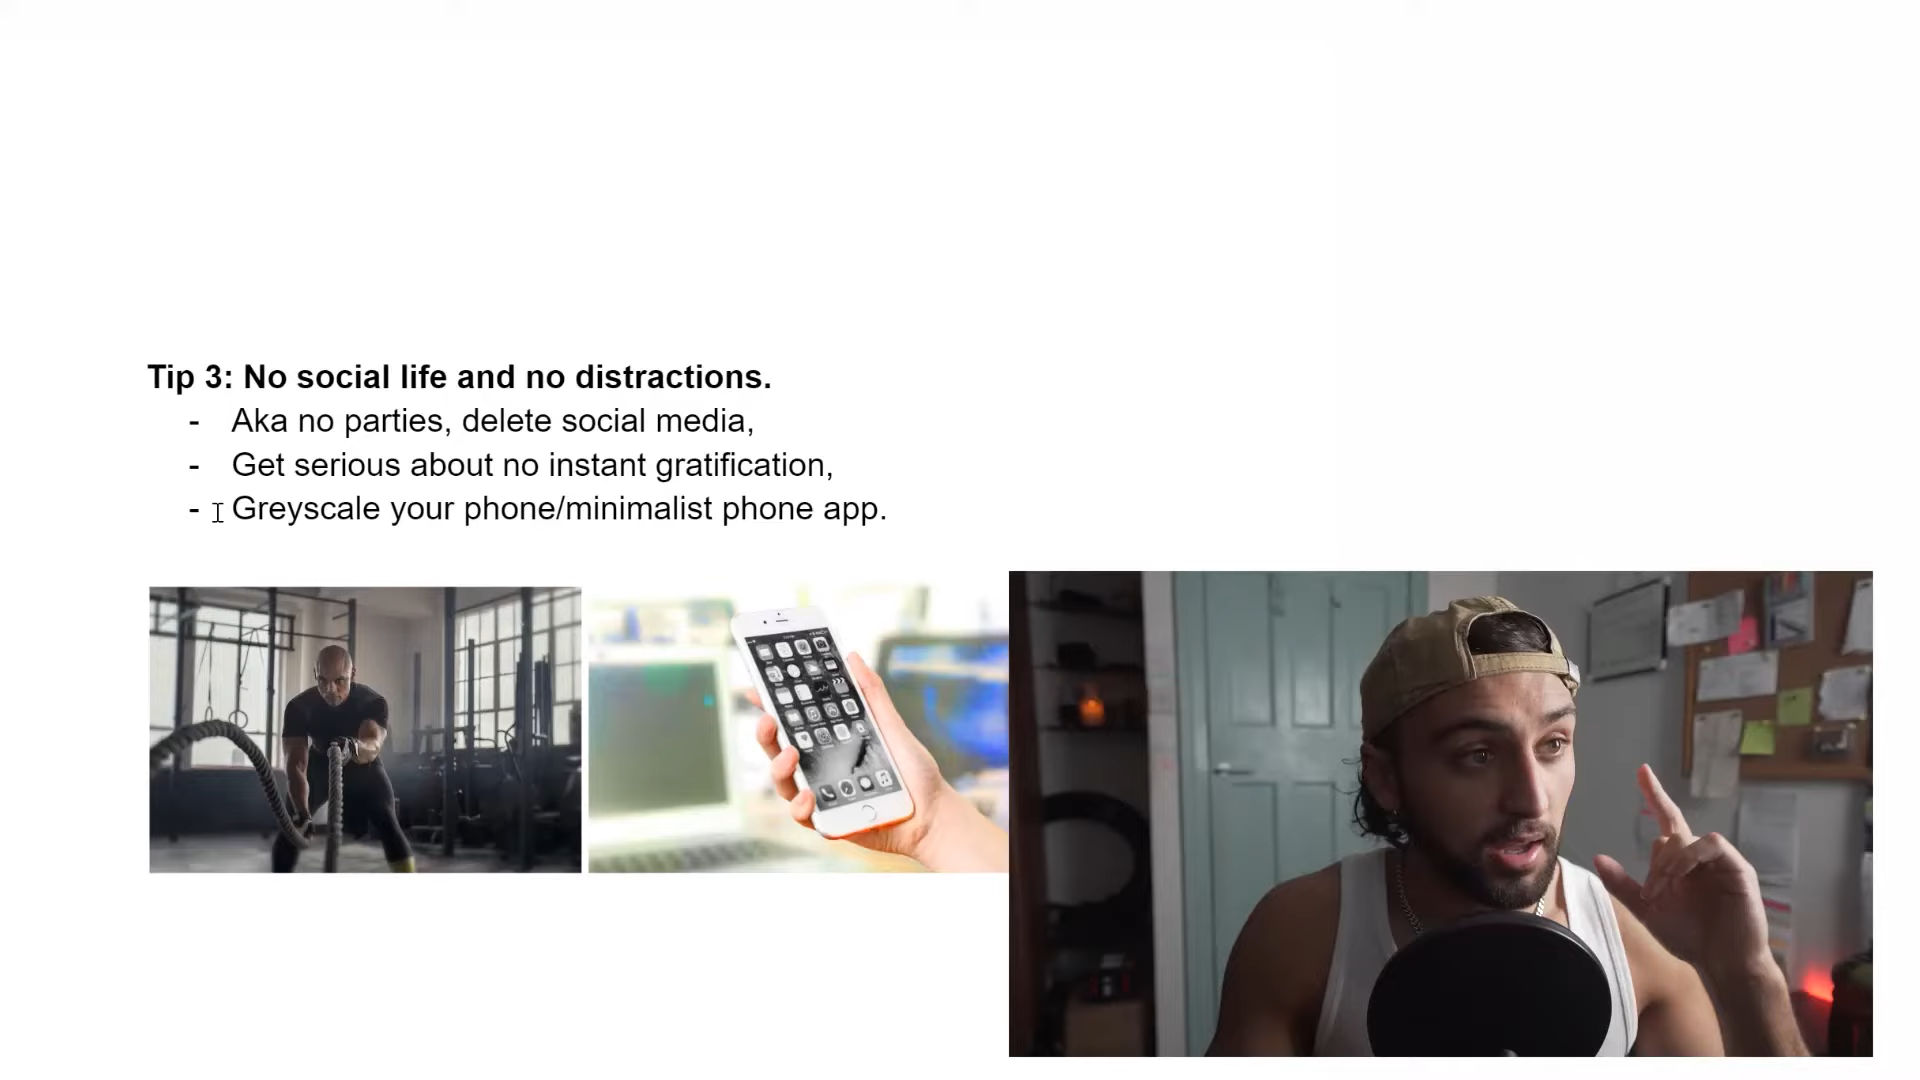 Tip 3: No social life and no distractions.
- Aka no parties, delete social media,
- Get serious about no instant gratification,
- Greyscale your phone/minimalist phone app.